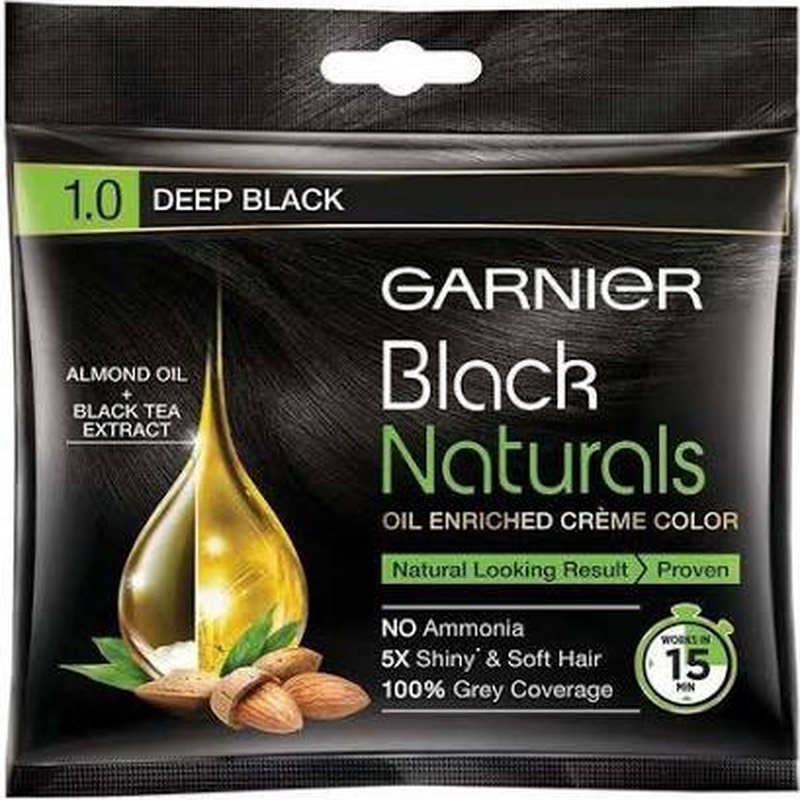 1.0 DEEP BLACK
GARNIER
Black
Naturals
OIL ENRICHED CRÈME COLOR
ALMOND OIL
+
BLACK TEA
EXTRACT
Natural Looking Result > Proven
NO Ammonia
5X Shiny* & Soft Hair
100% Grey Coverage
WORKS IN
15
MIN